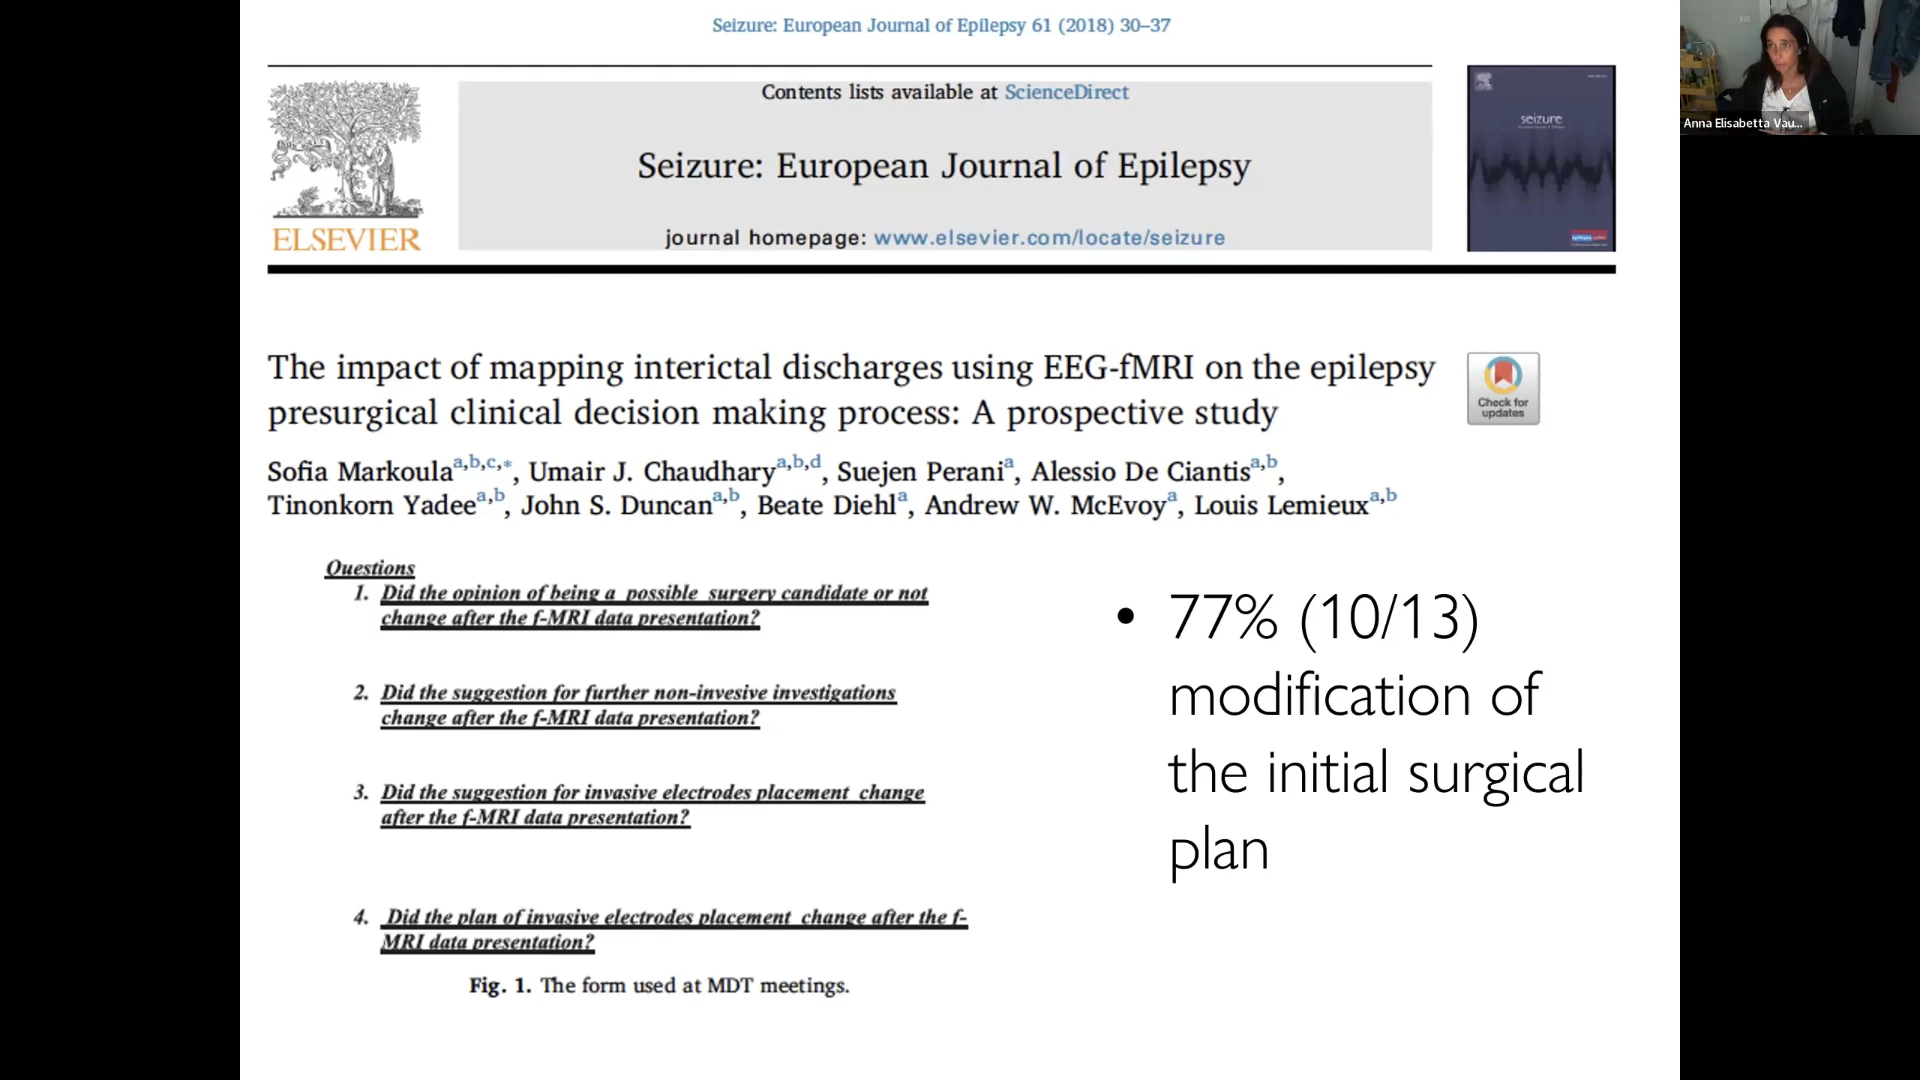 Seizure: European Journal of Epilepsy 61 (2018) 30–37
Contents lists available at ScienceDirect
Seizure: European Journal of Epilepsy
journal homepage: www.elsevier.com/locate/seizure
ELSEVIER
seizure
Anna Elisabetta Vau...
The impact of mapping interictal discharges using EEG-fMRI on the epilepsy
presurgical clinical decision making process: A prospective study
Check for
updates
Sofia Markoula a,b,c,*, Umair J. Chaudhary a,b,d, Suejen Perani a, Alessio De Ciantis a,b,
Tinonkorn Yadee a,b, John S. Duncan a,b, Beate Diehl a, Andrew W. McEvoy a, Louis Lemieux a,b
Questions
1. Did the opinion of being a possible surgery candidate or not
change after the f-MRI data presentation?
2. Did the suggestion for further non-invesive investigations
change after the f-MRI data presentation?
3. Did the suggestion for invasive electrodes placement change
after the f-MRI data presentation?
4. Did the plan of invasive electrodes placement change after the f-
MRI data presentation?
Fig. 1. The form used at MDT meetings.
• 77% (10/13)
modification of
the initial surgical
plan